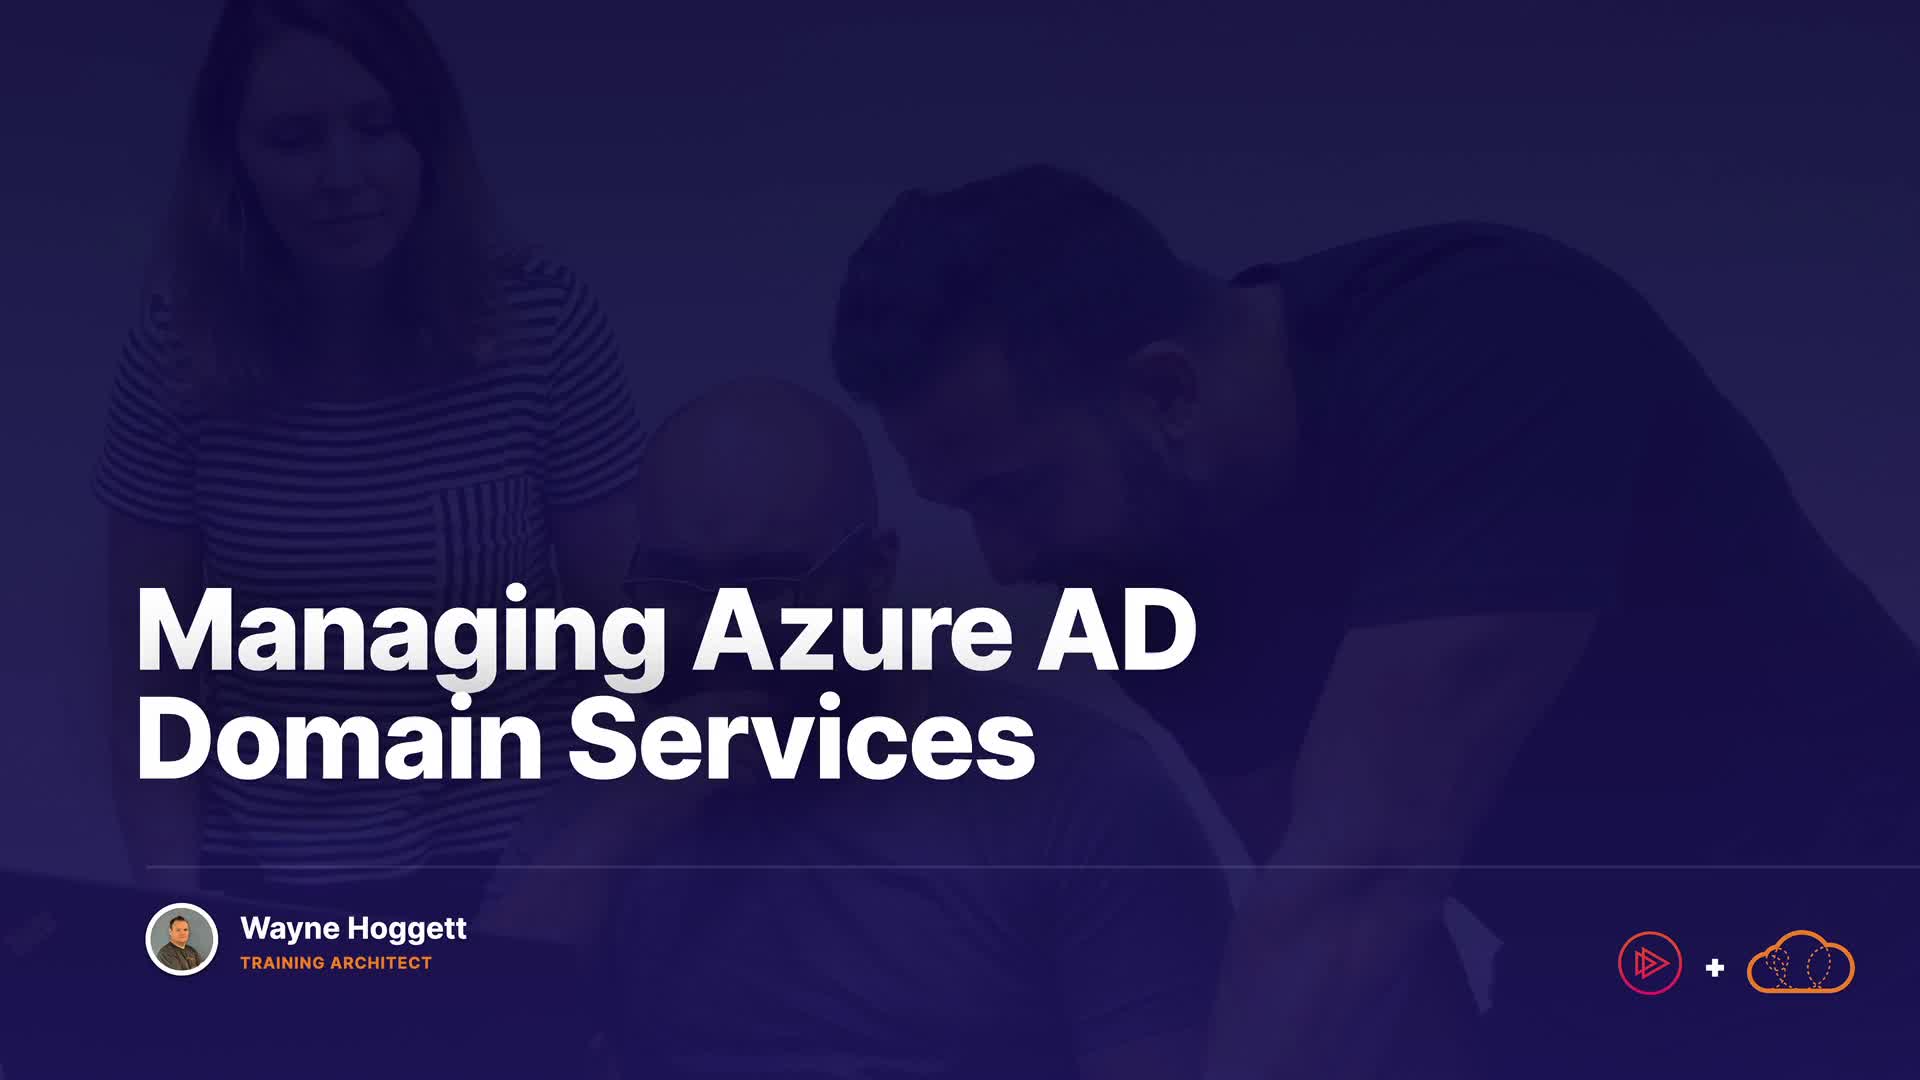 Managing Azure AD
Domain Services
Wayne Hoggett
TRAINING ARCHITECT
+